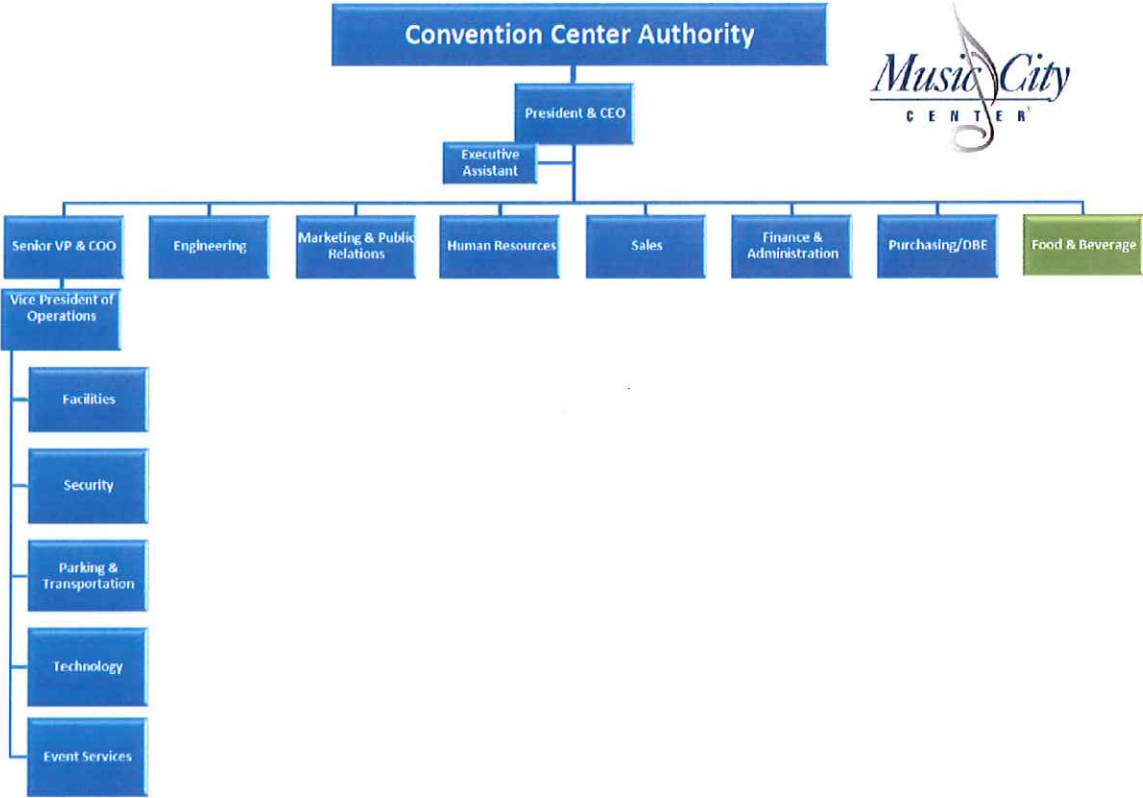 Convention Center Authority
Music City
CENTER
President & CEO
Executive
Assistant
Senior VP & COO
Engineering
Marketing & Public
Relations
Human Resources
Sales
Finance &
Administration
Purchasing/DBE
Food & Beverage
Vice President of
Operations
Facilities
Security
Parking &
Transportation
Technology
Event Services